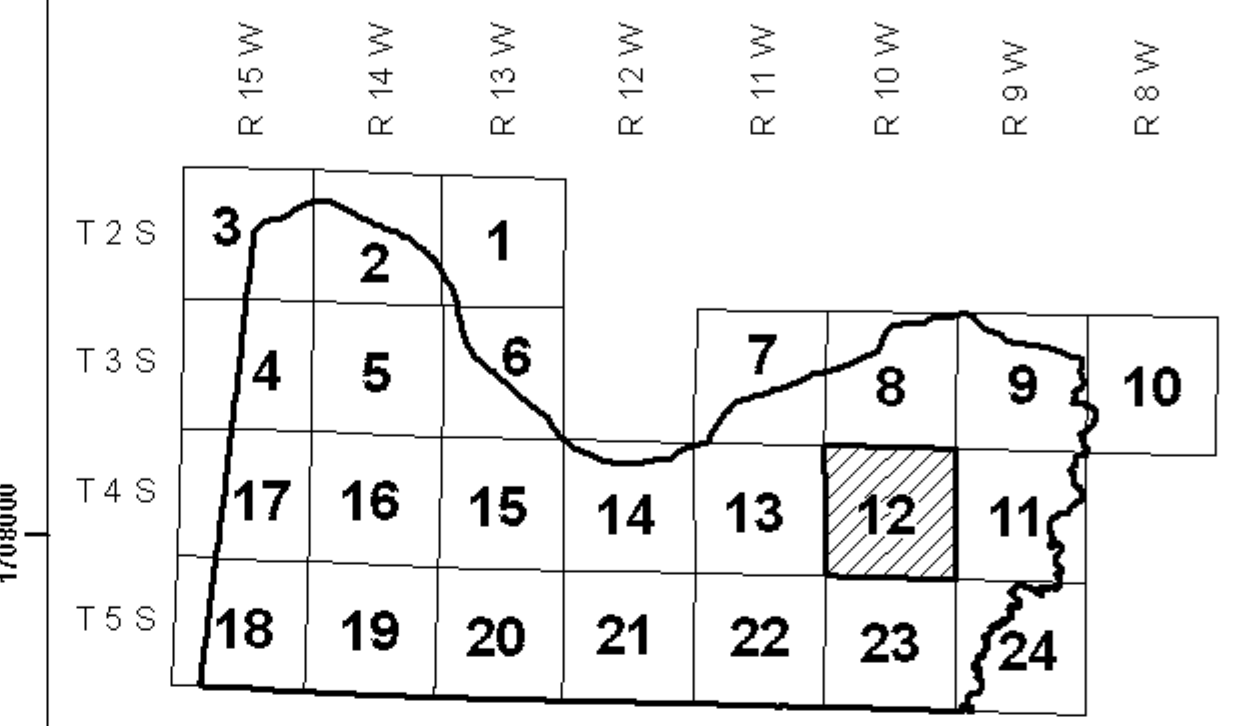 R 15 W R 14 W R 13 W R 12 W R 11 W R 10 W R 9 W R 8 W
T 2 S 3 2 1
T 3 S 4 5 6 7 8 9 10
T 4 S 17 16 15 14 13 12 11
1708000
T 5 S 18 19 20 21 22 23 24